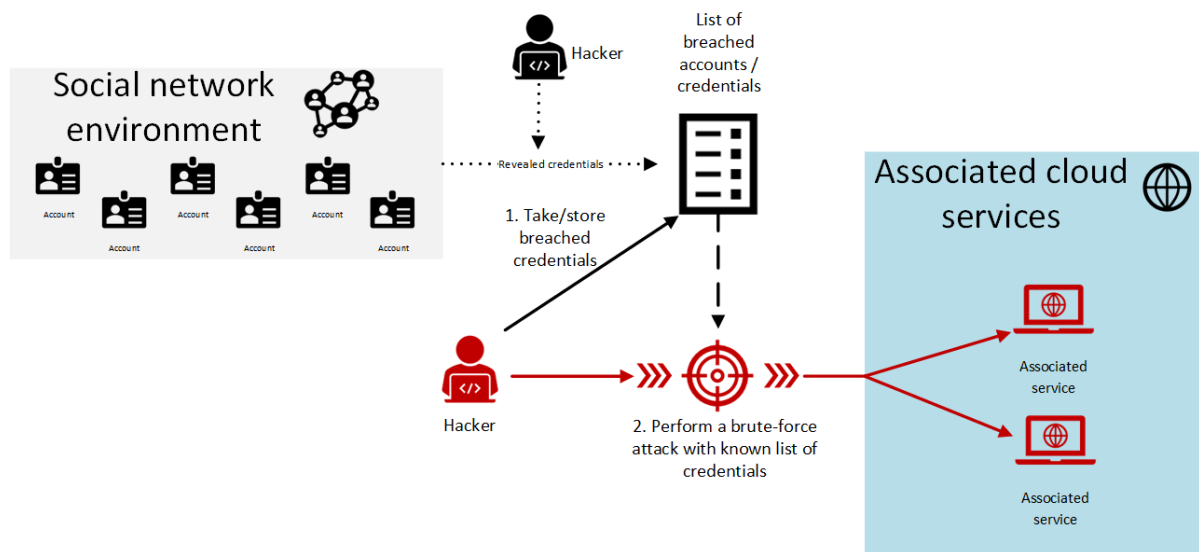 Social network
environment
Account
Account
Account
Account
Account
Account
Hacker
</>
Revealed credentials
List of
breached
accounts /
credentials
1. Take/store
breached
credentials
</>
Hacker
2. Perform a brute-force
attack with known list of
credentials
Associated cloud
services
Associated
service
Associated
service